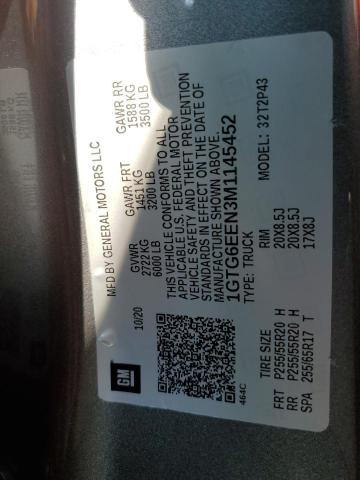 MFD BY GENERAL MOTORS LLC
10/20
GVWR
2722 KG
6000 LB
GAWR FRT
1451 KG
3200 LB
GAWR RR
1588 KG
3500 LB
THIS VEHICLE CONFORMS TO ALL
APPLICABLE U.S. FEDERAL MOTOR
VEHICLE SAFETY AND THEFT PREVENTION
STANDARDS IN EFFECT ON THE DATE OF
MANUFACTURE SHOWN ABOVE.
1GTG6EEN3M1145452
TYPE: TRUCK
32T2P43
GM
464C
TIRE SIZE RIM
FRT P255/55R20 H 20X8.5J
RR P255/55R20 H 20X8.5J
SPA 255/65R17 T 17X8J